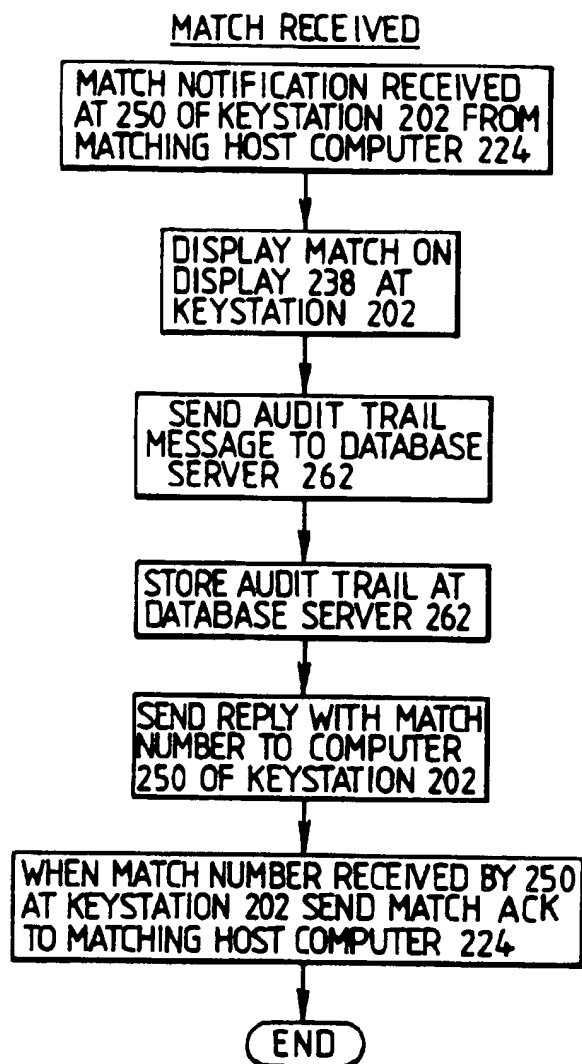 MATCH RECEIVED
MATCH NOTIFICATION RECEIVED
AT 250 OF KEYSTATION 202 FROM
MATCHING HOST COMPUTER 224
DISPLAY MATCH ON
DISPLAY 238 AT
KEYSTATION 202
SEND AUDIT TRAIL
MESSAGE TO DATABASE
SERVER 262
STORE AUDIT TRAIL AT
DATABASE SERVER 262
SEND REPLY WITH MATCH
NUMBER TO COMPUTER
250 OF KEYSTATION 202
WHEN MATCH NUMBER RECEIVED BY 250
AT KEYSTATION 202 SEND MATCH ACK
TO MATCHING HOST COMPUTER 224
END